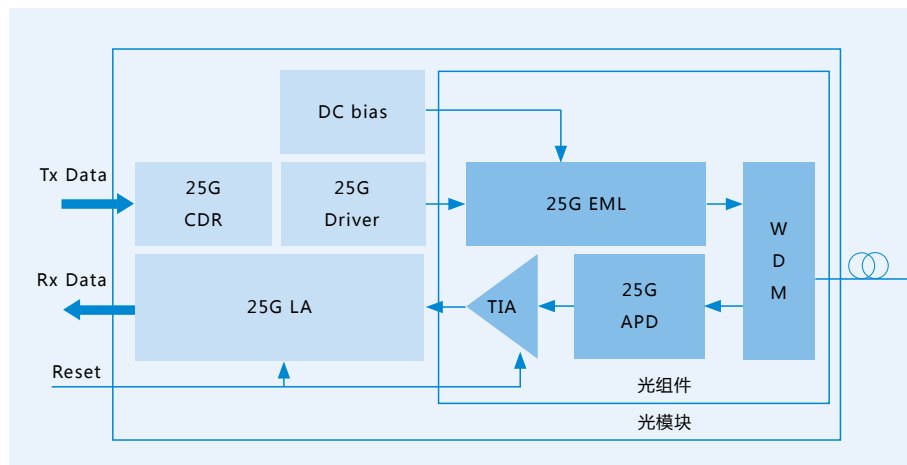 DC bias
Tx Data
25G
CDR
25G
Driver
25G EML
W
D
M
Rx Data
25G LA
TIA
25G
APD
Reset
光组件
光模块